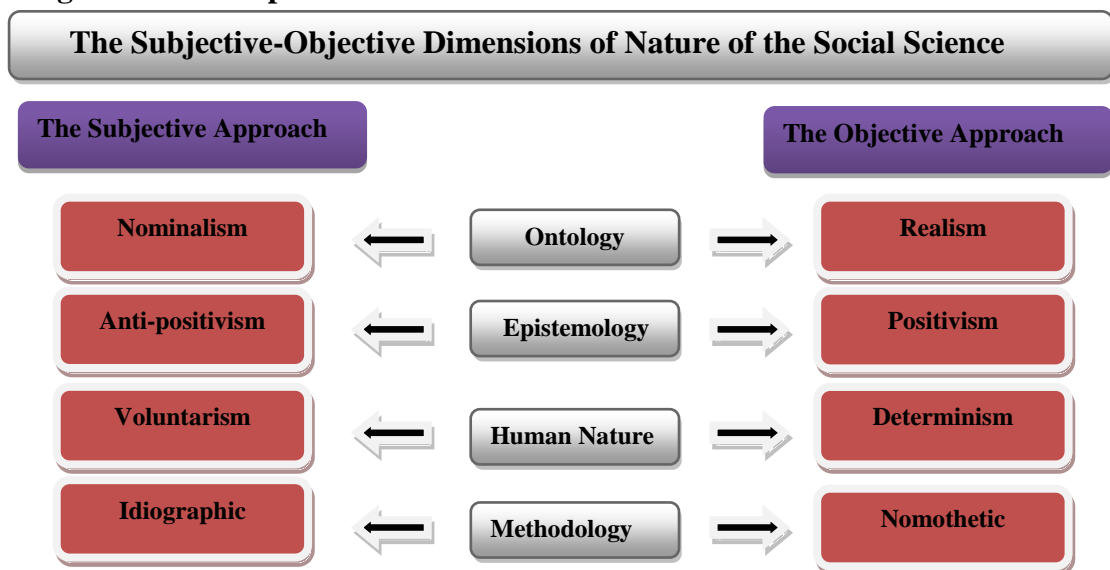 The Subjective-Objective Dimensions of Nature of the Social Science
The Subjective Approach
The Objective Approach
Nominalism
Ontology
Realism
Anti-positivism
Epistemology
Positivism
Voluntarism
Human Nature
Determinism
Idiographic
Methodology
Nomothetic